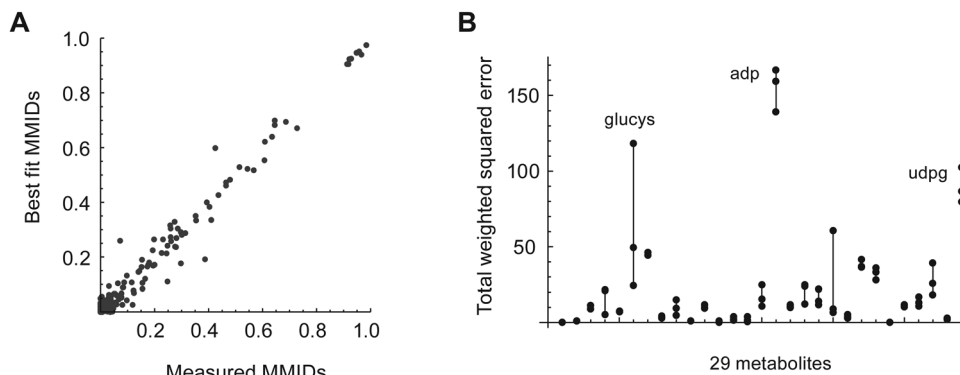 A
1.0
0.8
0.6
0.4
0.2
Best fit MMIDs
0.2 0.4 0.6 0.8 1.0
Measured MMIDs
B
150
100
50
Total weighted squared error
glucys
adp
udpg
29 metabolites